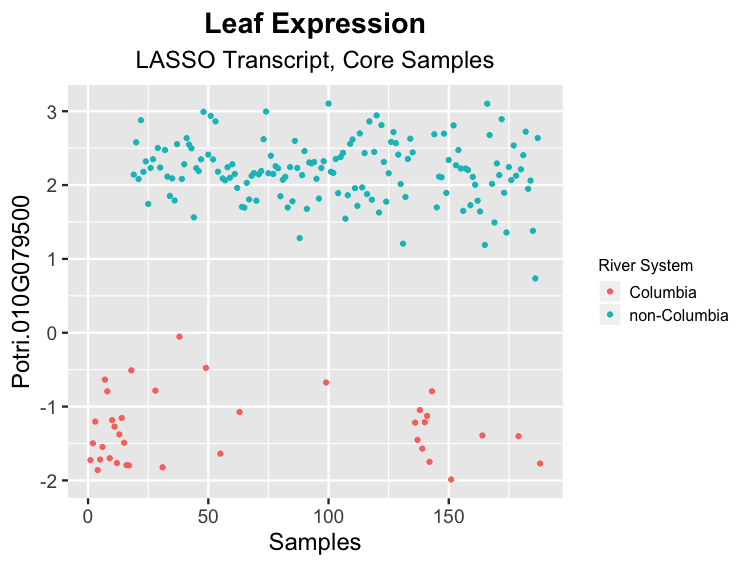 Leaf Expression
LASSO Transcript, Core Samples
Potri.010G079500
3
2
1
0
-1
-2
0 50 100 150
Samples
River System
Columbia
non-Columbia